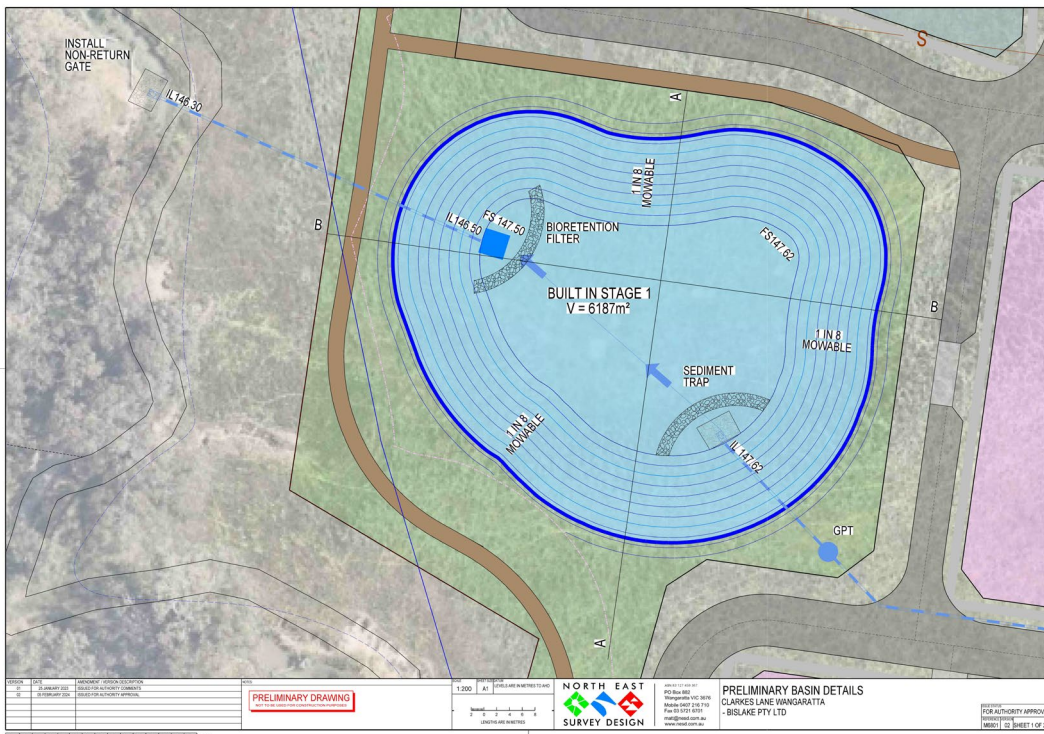 INSTALL
NON-RETURN
GATE
IL146.30
S
A
1 IN 8
MOWABLE
IL146.50
FS 147.50
BIORETENTION
FILTER
FS147.62
B
BUILT IN STAGE 1
V = 6187m²
B
1 IN 8
MOWABLE
SEDIMENT
TRAP
1 IN 8
MOWABLE
IL 147.62
GPT
A
VERSION DATE AMENDMENT / VERSION DESCRIPTION
01 25 JANUARY 2023 ISSUED FOR AUTHORITY COMMENTS
02 05 FEBRUARY 2024 ISSUED FOR AUTHORITY APPROVAL
NOTES
PRELIMINARY DRAWING
NOT TO BE USED FOR CONSTRUCTION PURPOSES
SCALE
1:200
A1
LEVELS ARE IN METRES TO AHD
LENGTHS ARE IN METRES
NORTH EAST
SURVEY DESIGN
PO Box 882
Wangaratta VIC 3676
Mobile 0407 216 710
Fax 03 5721 6701
mail@nesd.com.au
www.nesd.com.au
PRELIMINARY BASIN DETAILS
CLARKES LANE WANGARATTA
- BISLAKE PTY LTD
FOR AUTHORITY APPROV
M8801 02 SHEET 1 OF